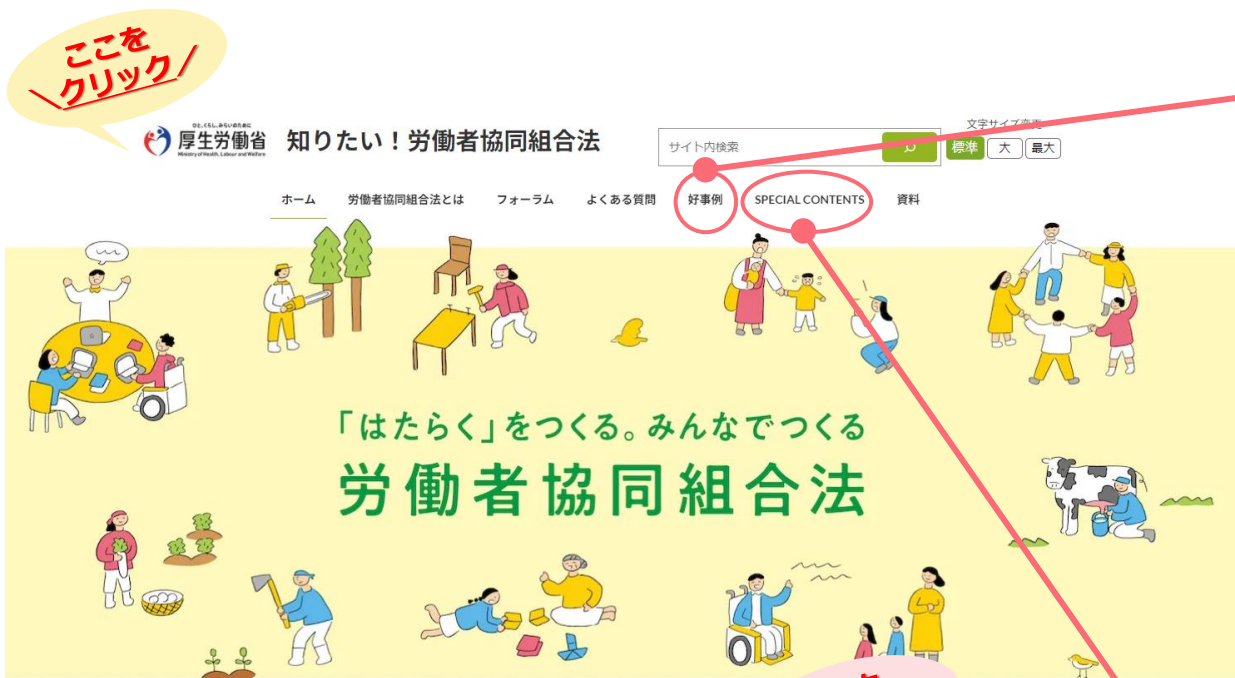 ここを
クリック
ひと、くらし、みらいのために
厚生労働省
Ministry of Health, Labour and Welfare
知りたい！労働者協同組合法
サイト内検索
文字サイズ変更
標準 大 最大
ホーム 労働者協同組合法とは フォーラム よくある質問 好事例 SPECIAL CONTENTS 資料
「はたらく」をつくる。みんなでつくる
労働者協同組合法